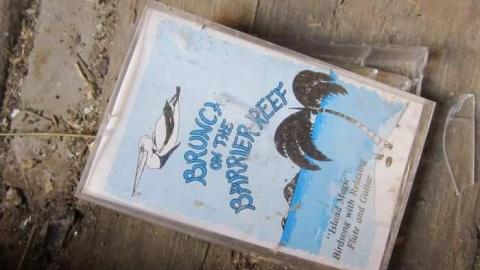 BRUNCH
ON THE
BARRIER REEF
"Island Magic"
Birdsong with Relaxing
Flute and Guitar